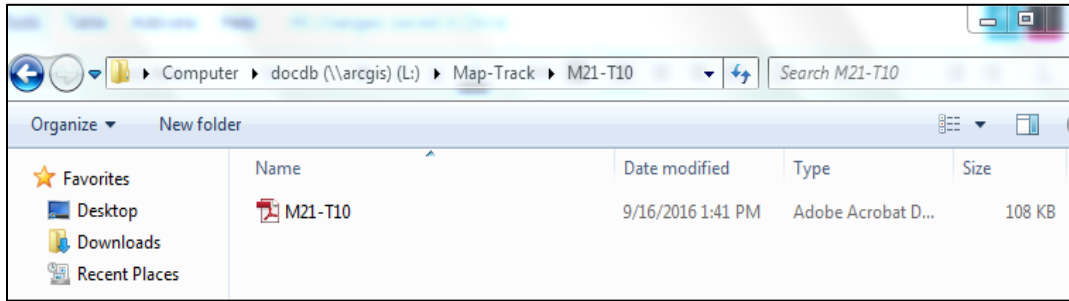 Computer ▸ docdb (\\arcgis) (L:) ▸ Map-Track ▸ M21-T10 Search M21-T10
Organize New folder
Favorites Name Date modified Type Size
Desktop M21-T10 9/16/2016 1:41 PM Adobe Acrobat D... 108 KB
Downloads
Recent Places